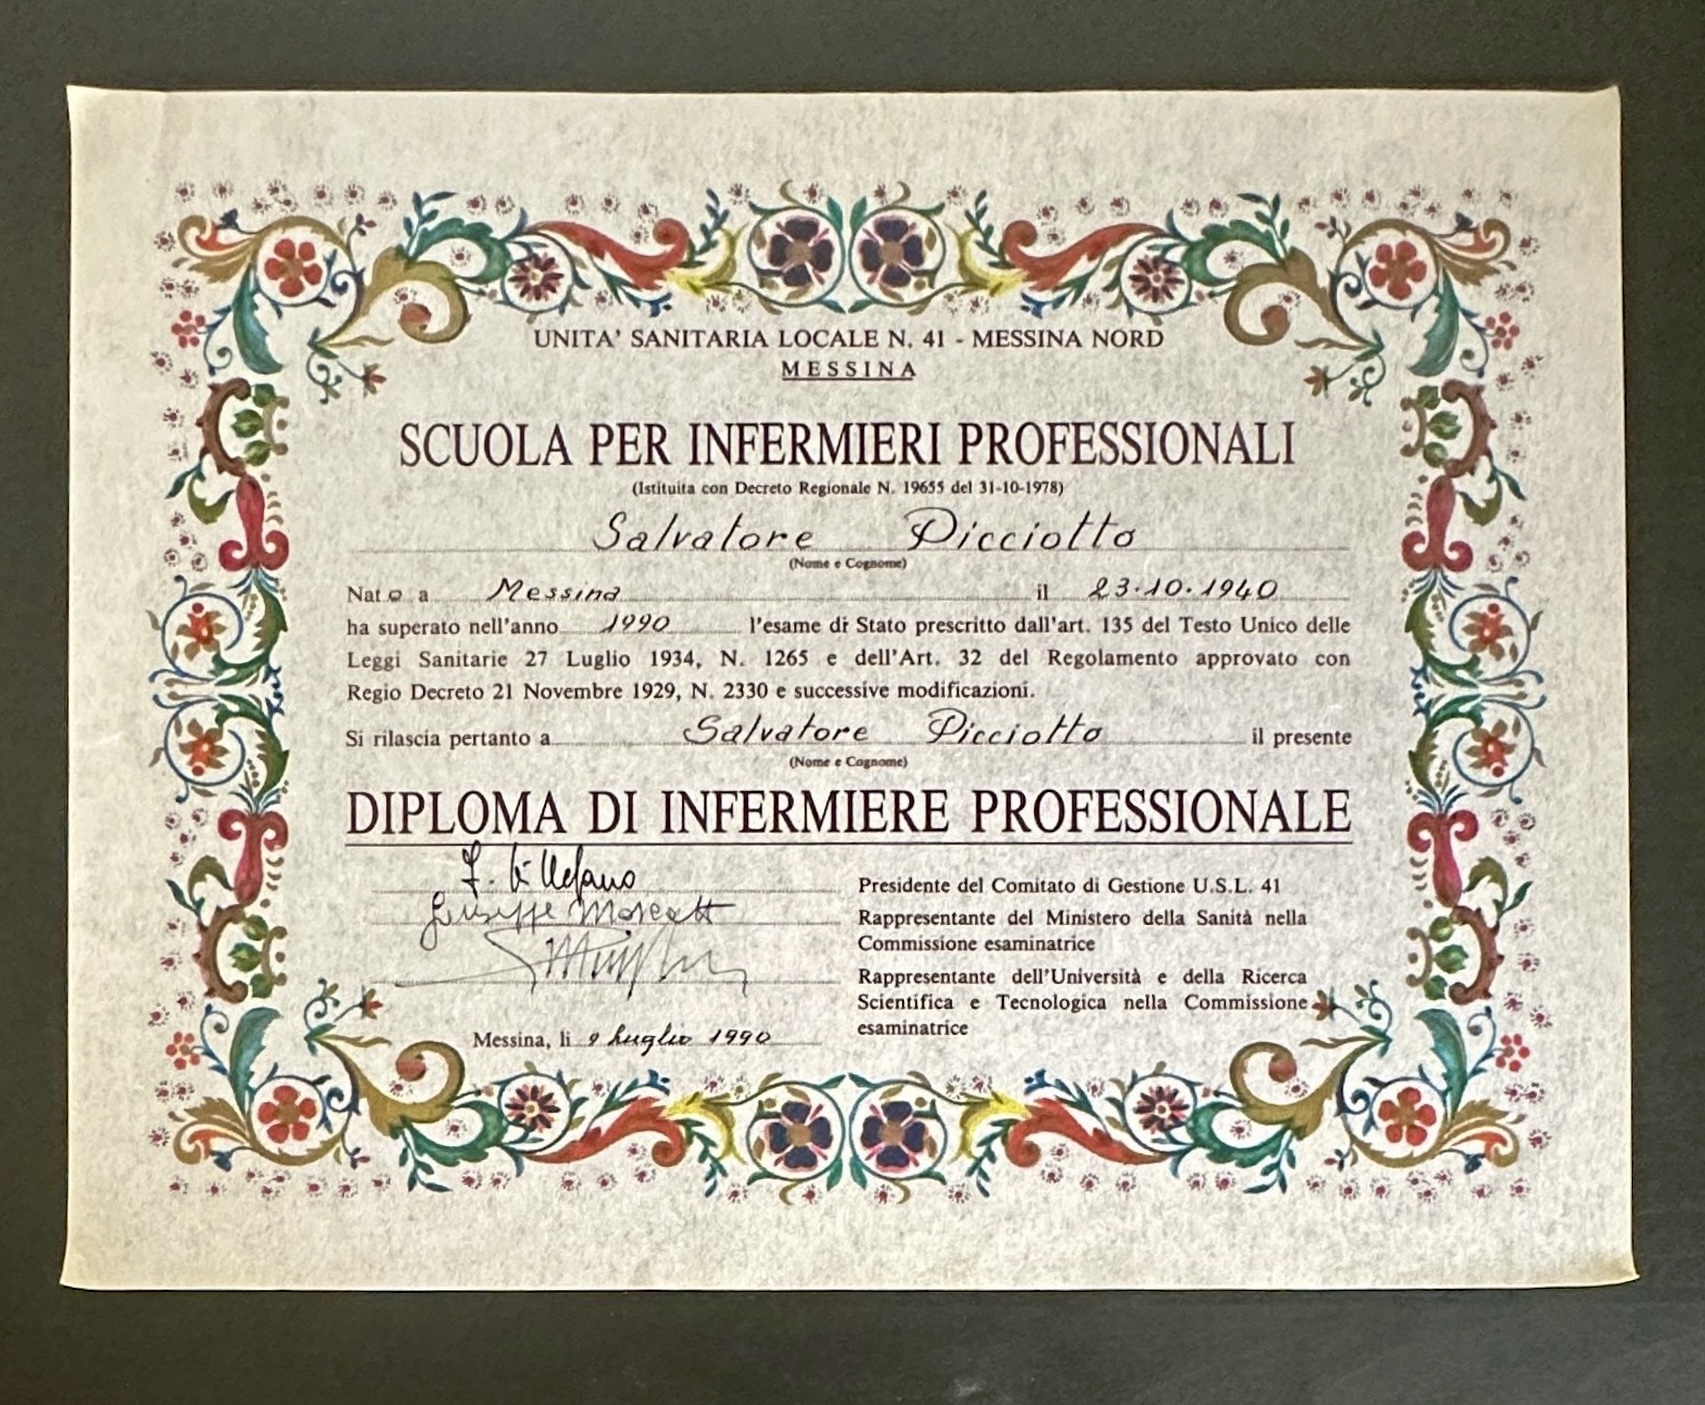 UNITA' SANITARIA LOCALE N. 41 - MESSINA NORD
MESSINA
SCUOLA PER INFERMIERI PROFESSIONALI
(Istituita con Decreto Regionale N. 19655 del 31-10-1978)
Salvatore Picciotto
(Nome e Cognome)
Nato a Messina il 23.10.1940
ha superato nell'anno 1990 l'esame di Stato prescritto dall'art. 135 del Testo Unico delle
Leggi Sanitarie 27 Luglio 1934, N. 1265 e dell'Art. 32 del Regolamento approvato con
Regio Decreto 21 Novembre 1929, N. 2330 e successive modificazioni.
Si rilascia pertanto a Salvatore Picciotto il presente
(Nome e Cognome)
DIPLOMA DI INFERMIERE PROFESSIONALE
Presidente del Comitato di Gestione U.S.L. 41
Giuseppe
Rappresentante del Ministero della Sanità nella
Commissione esaminatrice
Rappresentante dell'Università e della Ricerca
Scientifica e Tecnologica nella Commissione
esaminatrice
Messina, li 9 Luglio 1990